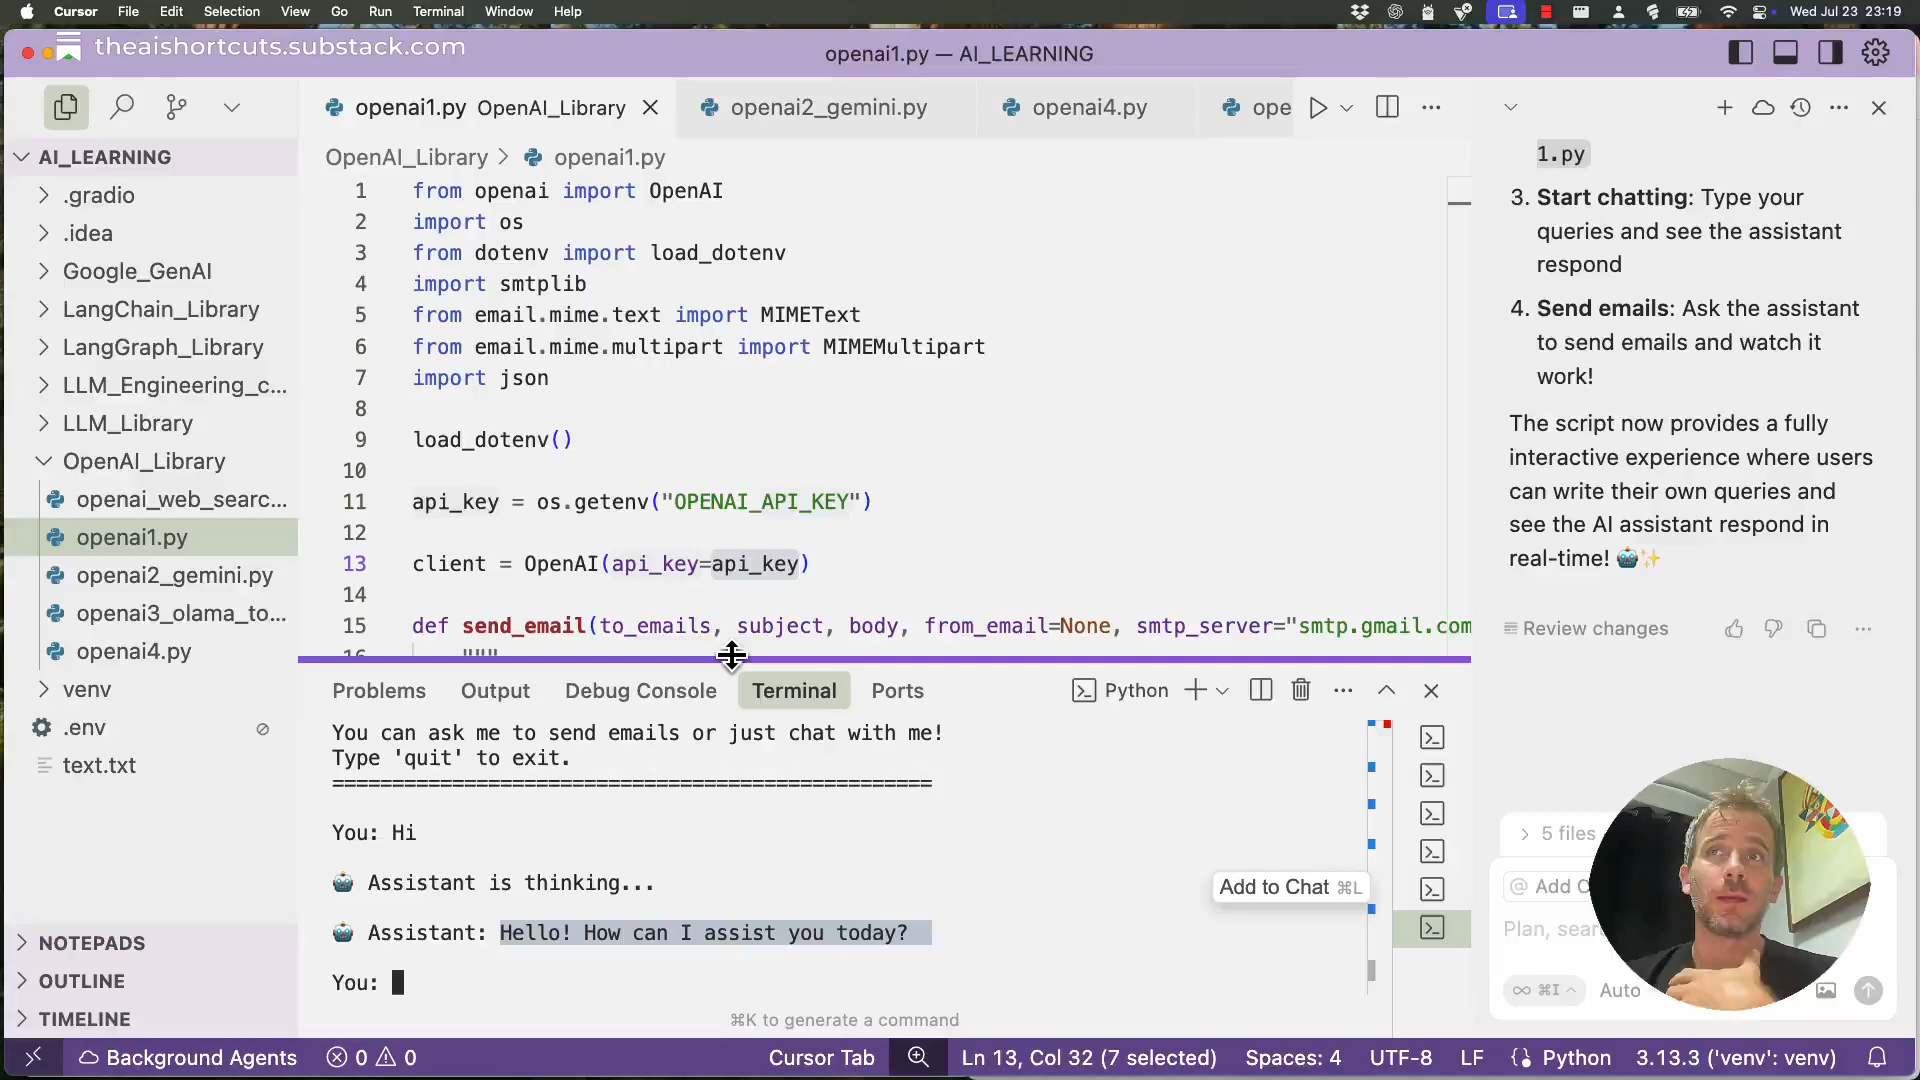 Cursor File Edit Selection View Go Run Terminal Window Help
Wed Jul 23 23:19
theaishortcuts.substack.com
openai1.py — AI_LEARNING
openai1.py OpenAI_Library
openai2_gemini.py
openai4.py
ope
AI_LEARNING
.gradio
.idea
Google_GenAI
LangChain_Library
LangGraph_Library
LLM_Engineering_c...
LLM_Library
OpenAI_Library
openai_web_searc...
openai1.py
openai2_gemini.py
openai3_olama_to...
openai4.py
venv
.env
text.txt
NOTEPADS
OUTLINE
TIMELINE
OpenAI_Library > openai1.py
1 from openai import OpenAI
2 import os
3 from dotenv import load_dotenv
4 import smtplib
5 from email.mime.text import MIMEText
6 from email.mime.multipart import MIMEMultipart
7 import json
8
9 load_dotenv()
10
11 api_key = os.getenv("OPENAI_API_KEY")
12
13 client = OpenAI(api_key=api_key)
14
15 def send_email(to_emails, subject, body, from_email=None, smtp_server="smtp.gmail.com
16 """
Problems Output Debug Console Terminal Ports
Python
You can ask me to send emails or just chat with me!
Type 'quit' to exit.
==================================================
You: Hi
🤖 Assistant is thinking...
🤖 Assistant: Hello! How can I assist you today?
You:
Add to Chat ⌘L
⌘K to generate a command
1.py
3. Start chatting: Type your
queries and see the assistant
respond
4. Send emails: Ask the assistant
to send emails and watch it
work!
The script now provides a fully
interactive experience where users
can write their own queries and
see the AI assistant respond in
real-time! 🤖✨
Review changes
5 files
@ Add C
Plan, sear
∞ ⌘I Auto
Background Agents
0 0
Cursor Tab
Ln 13, Col 32 (7 selected)
Spaces: 4
UTF-8
LF
Python
3.13.3 ('venv': venv)